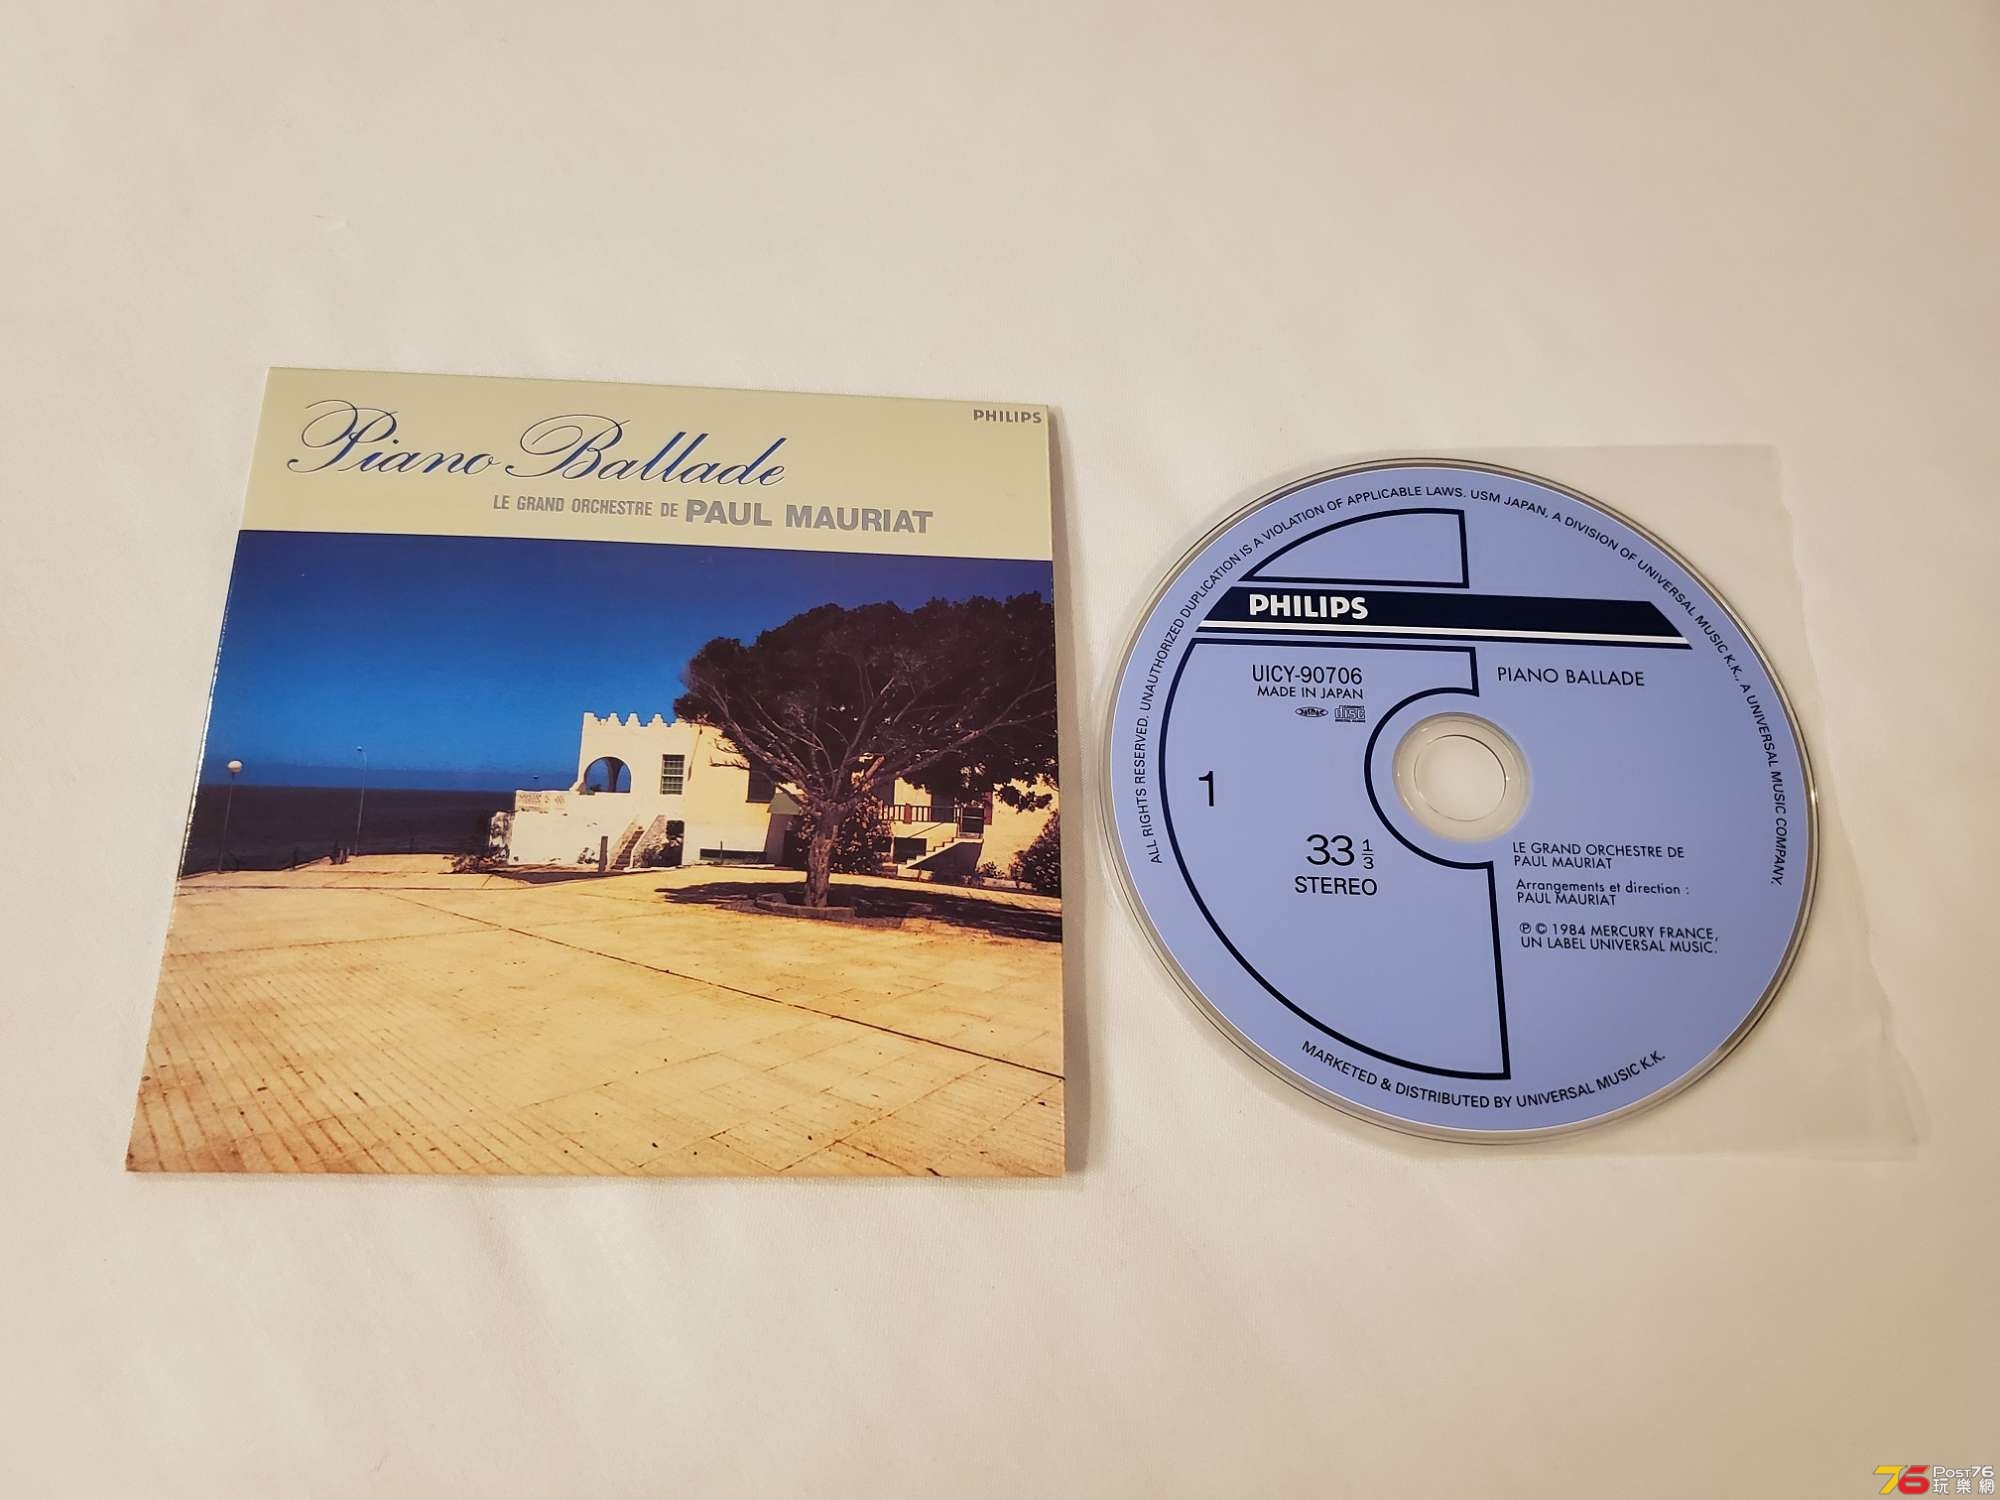 Piano Ballade
PHILIPS
LE GRAND ORCHESTRE DE PAUL MAURIAT
ALL RIGHTS RESERVED. UNAUTHORIZED DUPLICATION IS A VIOLATION OF APPLICABLE LAWS. USM JAPAN, A DIVISION OF UNIVERSAL MUSIC K.K., A UNIVERSAL MUSIC COMPANY.
PHILIPS
UICY-90706
MADE IN JAPAN
PIANO BALLADE
1
33 1/3
STEREO
LE GRAND ORCHESTRE DE
PAUL MAURIAT
Arrangements et direction :
PAUL MAURIAT
℗ © 1984 MERCURY FRANCE,
UN LABEL UNIVERSAL MUSIC.
MARKETED & DISTRIBUTED BY UNIVERSAL MUSIC K.K.
76 POST76
玩樂網